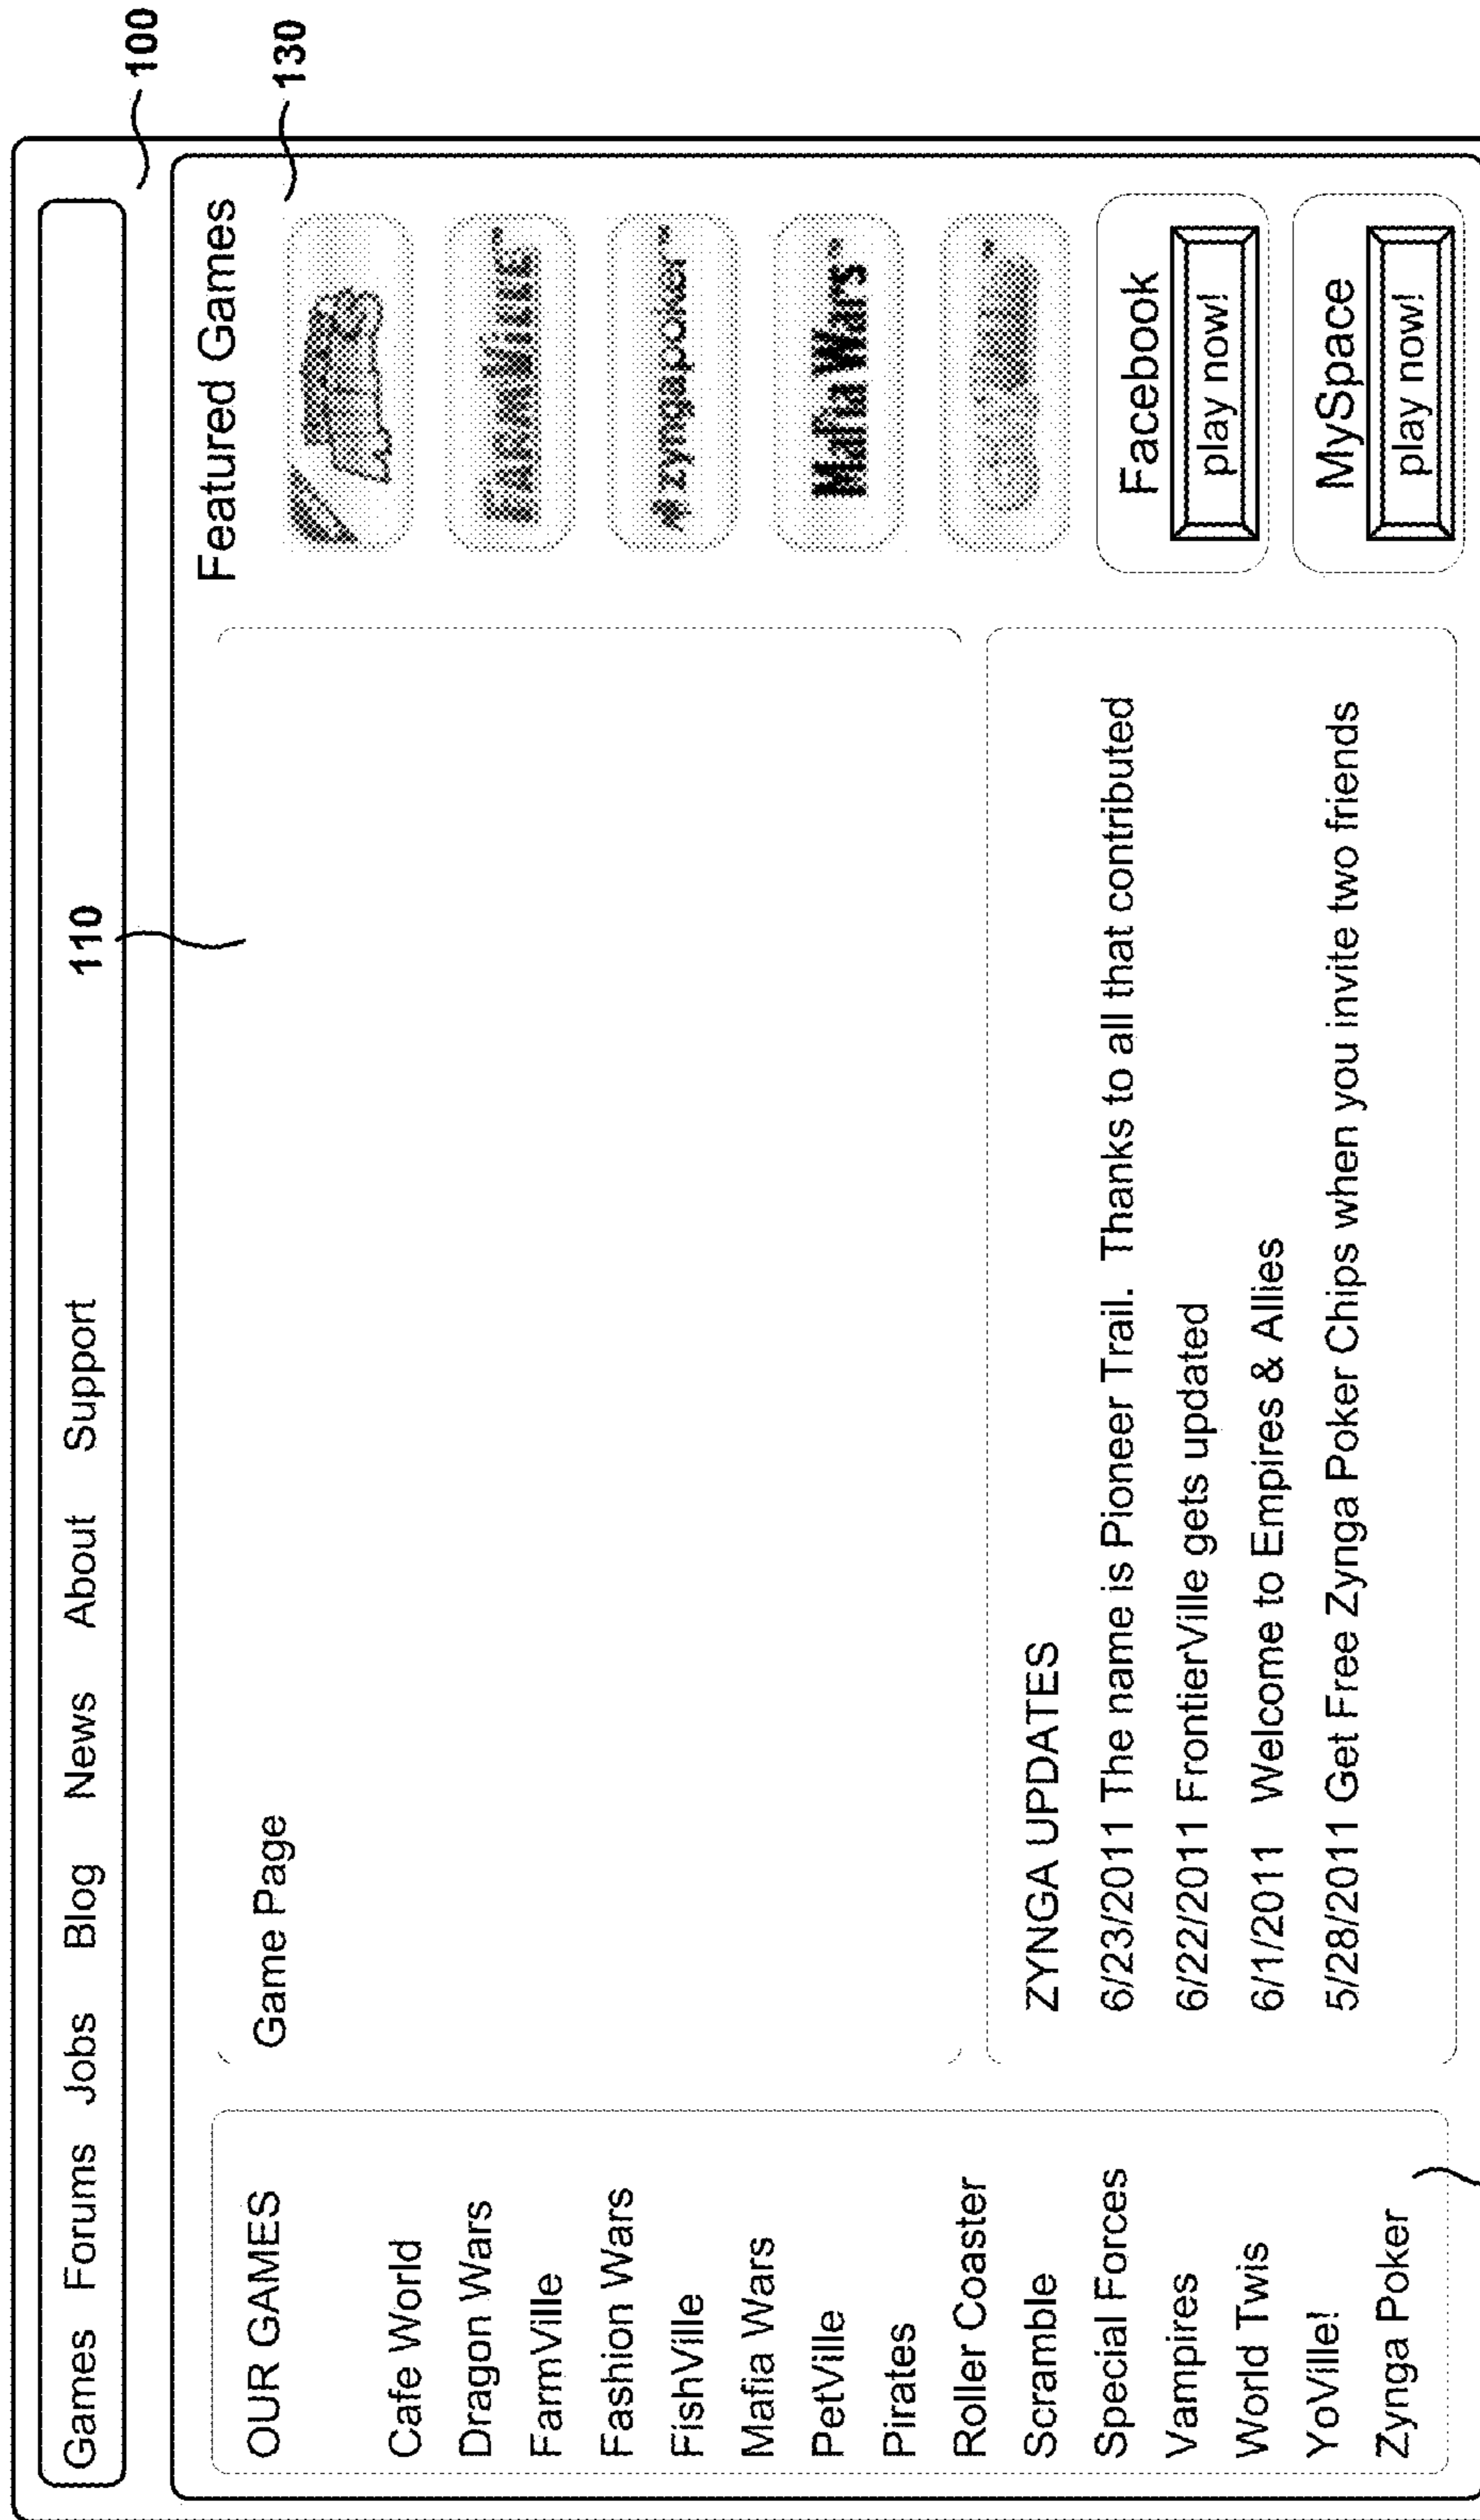 100
Games Forums Jobs Blog News About Support
110
130
OUR GAMES
Cafe World
Dragon Wars
FarmVille
Fashion Wars
FishVille
Mafia Wars
PetVille
Pirates
Roller Coaster
Scramble
Special Forces
Vampires
World Twis
YoVille!
Zynga Poker
Game Page
ZYNGA UPDATES
6/23/2011 The name is Pioneer Trail. Thanks to all that contributed
6/22/2011 FrontierVille gets updated
6/1/2011 Welcome to Empires & Allies
5/28/2011 Get Free Zynga Poker Chips when you invite two friends
Featured Games
FARMVILLE™
zyngapoker™
Mafia Wars™
Facebook
play now!
MySpace
play now!